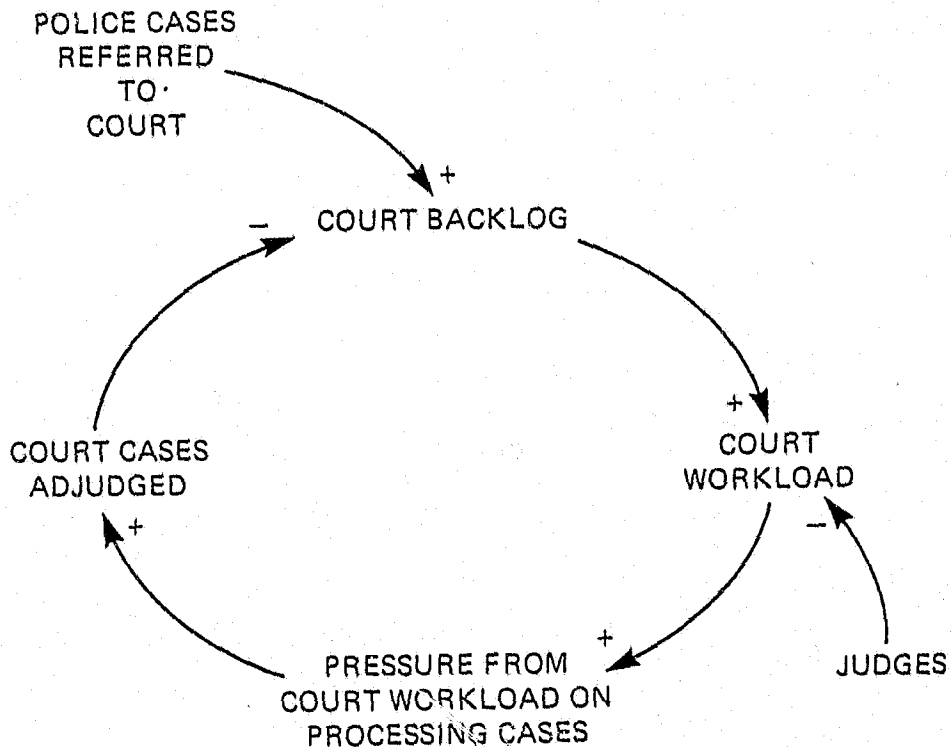 POLICE CASES
REFERRED
TO
COURT
+
COURT BACKLOG
−
+
COURT
WORKLOAD
−
JUDGES
+
PRESSURE FROM
COURT WORKLOAD ON
PROCESSING CASES
+
COURT CASES
ADJUDGED